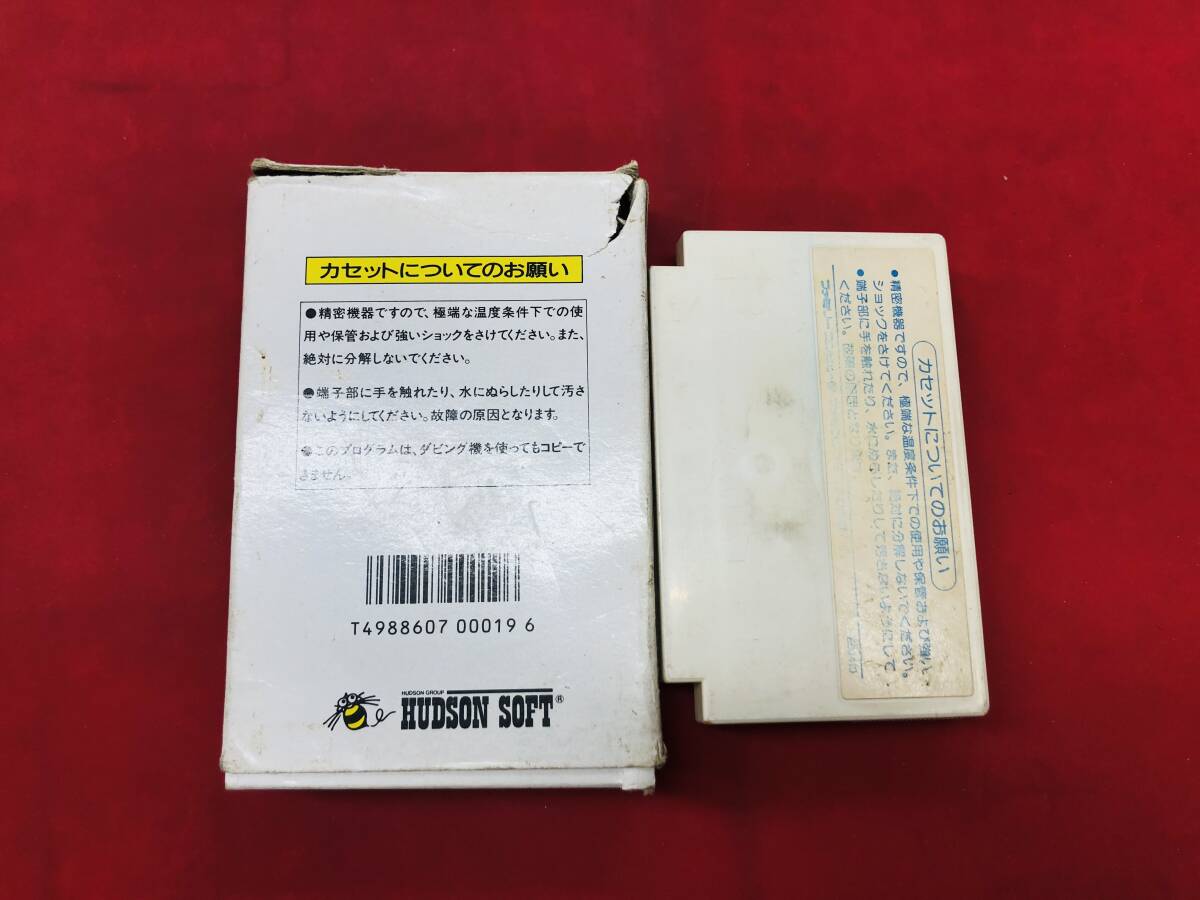 カセットについてのお願い
●精密機器ですので、極端な温度条件下での使
用や保管および強いショックをさけてください。また、
絶対に分解しないでください。
●端子部に手を触れたり、水にぬらしたりして汚さ
ないようにしてください。故障の原因となります。
●このプログラムは、ダビング機を使ってもコピーで
きません。
T4988607 00019 6
HUDSON GROUP
HUDSON SOFT®
カセットについてのお願い
●精密機器ですので、極端な温度条件下での使用や保管および強い
ショックをさけてください。また、絶対に分解しないでください。
●端子部に手を触れたり、水にぬらしたりして汚さないようにして
ください。故障の原因となり